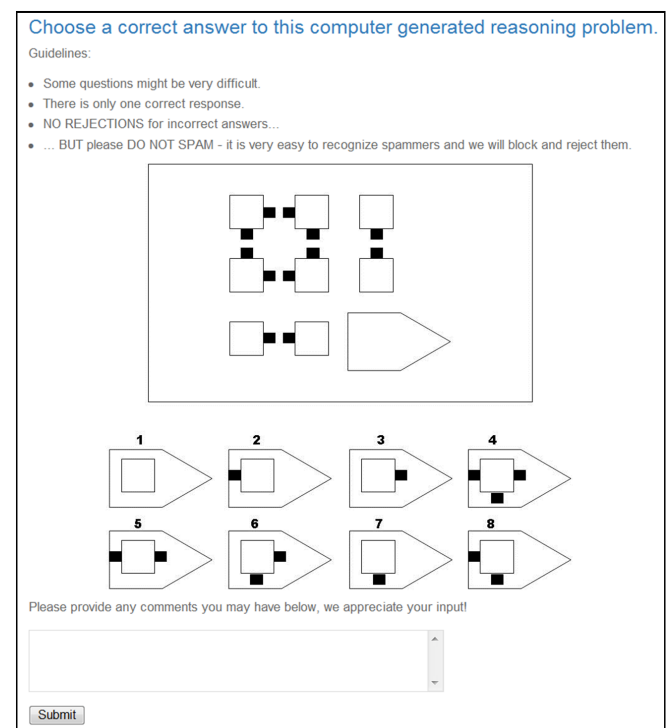 Choose a correct answer to this computer generated reasoning problem.
Guidelines:
Some questions might be very difficult.
There is only one correct response.
NO REJECTIONS for incorrect answers...
... BUT please DO NOT SPAM - it is very easy to recognize spammers and we will block and reject them.
1 2 3 4
5 6 7 8
Please provide any comments you may have below, we appreciate your input!
Submit